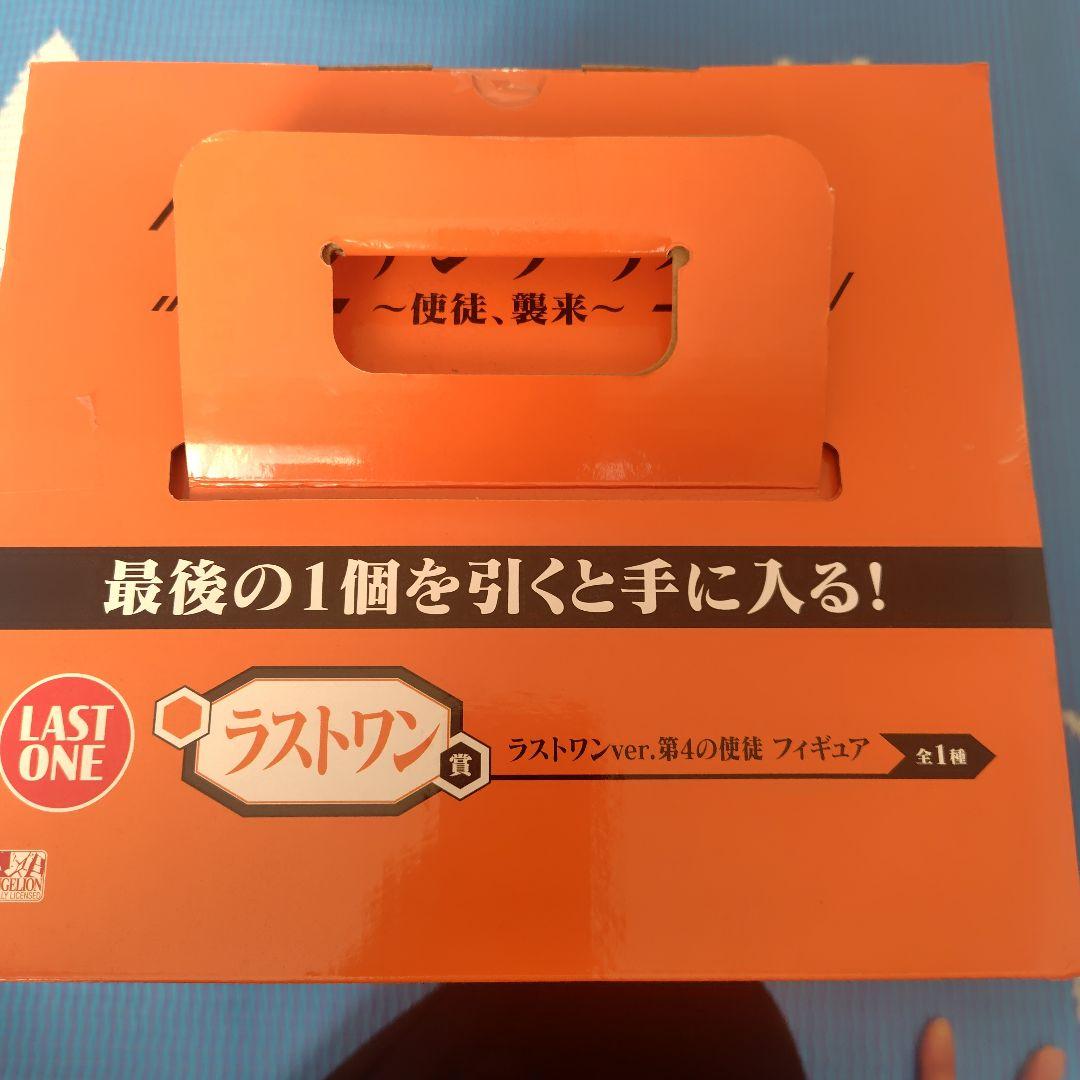 ～使徒、襲来～
最後の1個を引くと手に入る!
LAST
ONE
ラストワン
賞
ラストワンver.第4の使徒 フィギュア
全1種